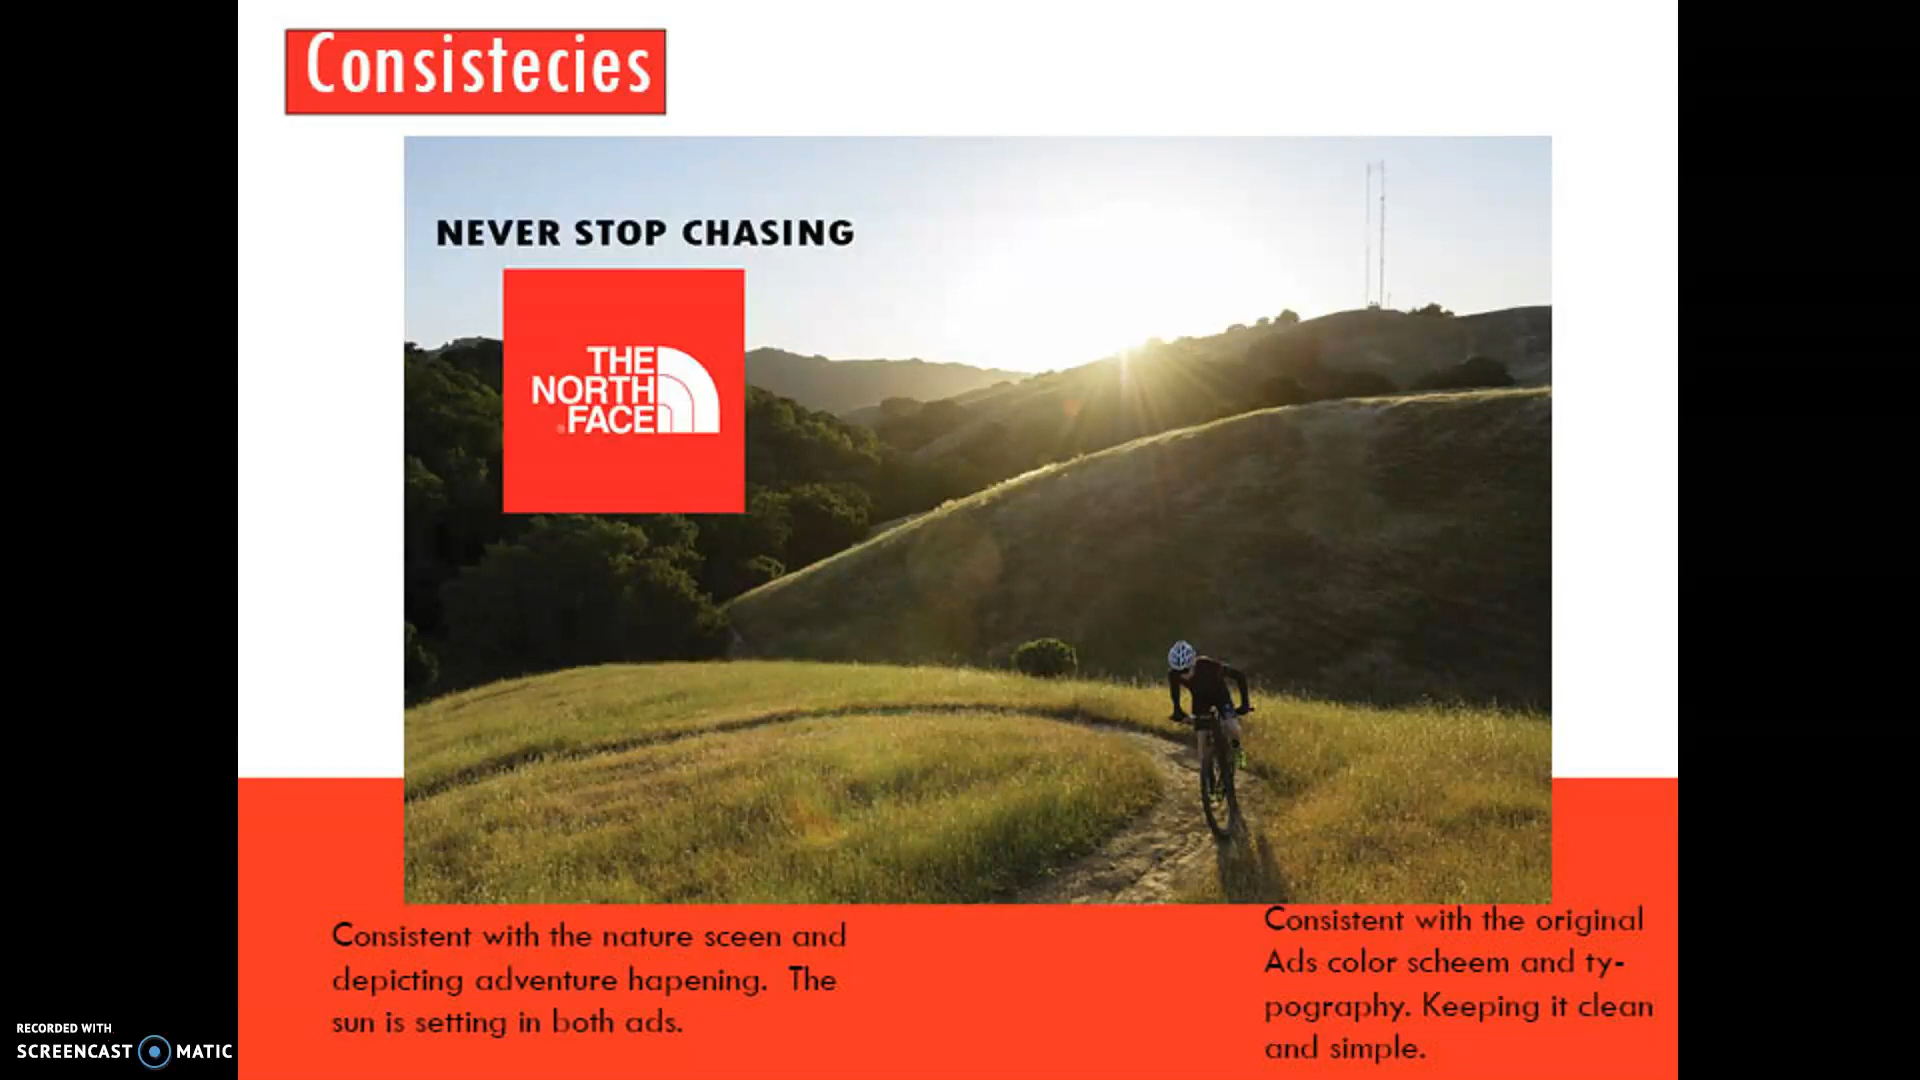 Consistecies
NEVER STOP CHASING
THE
NORTH
FACE
Consistent with the nature sceen and
depicting adventure hapening. The
sun is setting in both ads.
Consistent with the original
Ads color scheem and ty-
pography. Keeping it clean
and simple.
RECORDED WITH
SCREENCAST MATIC